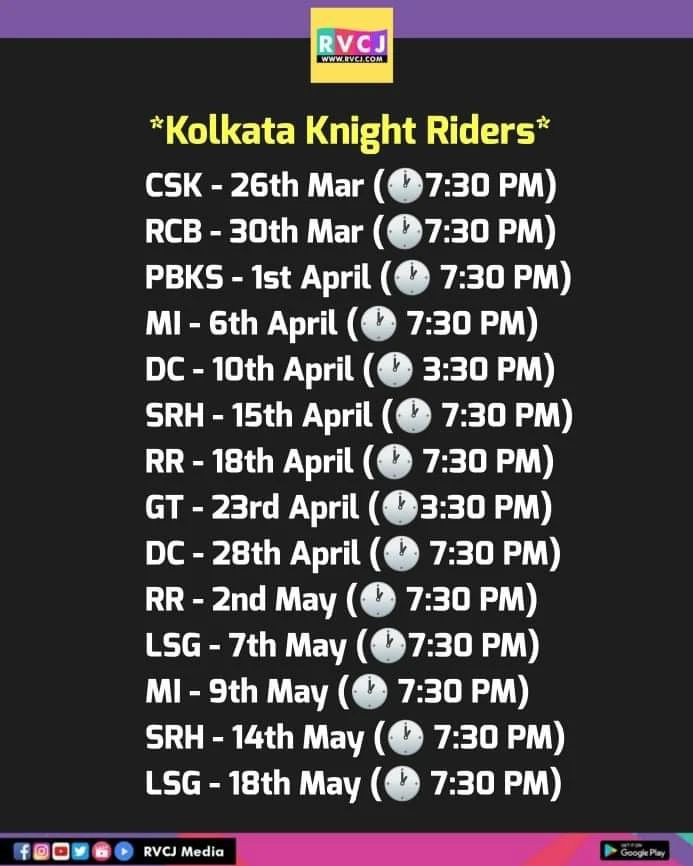 RVCJ
WWW.RVCJ.COM
*Kolkata Knight Riders*
CSK - 26th Mar (🕐7:30 PM)
RCB - 30th Mar (🕐7:30 PM)
PBKS - 1st April (🕐 7:30 PM)
MI - 6th April (🕐 7:30 PM)
DC - 10th April (🕐 3:30 PM)
SRH - 15th April (🕐 7:30 PM)
RR - 18th April (🕐 7:30 PM)
GT - 23rd April (🕐3:30 PM)
DC - 28th April (🕐 7:30 PM)
RR - 2nd May (🕐 7:30 PM)
LSG - 7th May (🕐7:30 PM)
MI - 9th May (🕐 7:30 PM)
SRH - 14th May (🕐 7:30 PM)
LSG - 18th May (🕐 7:30 PM)
RVCJ Media
GET IT ON
Google Play